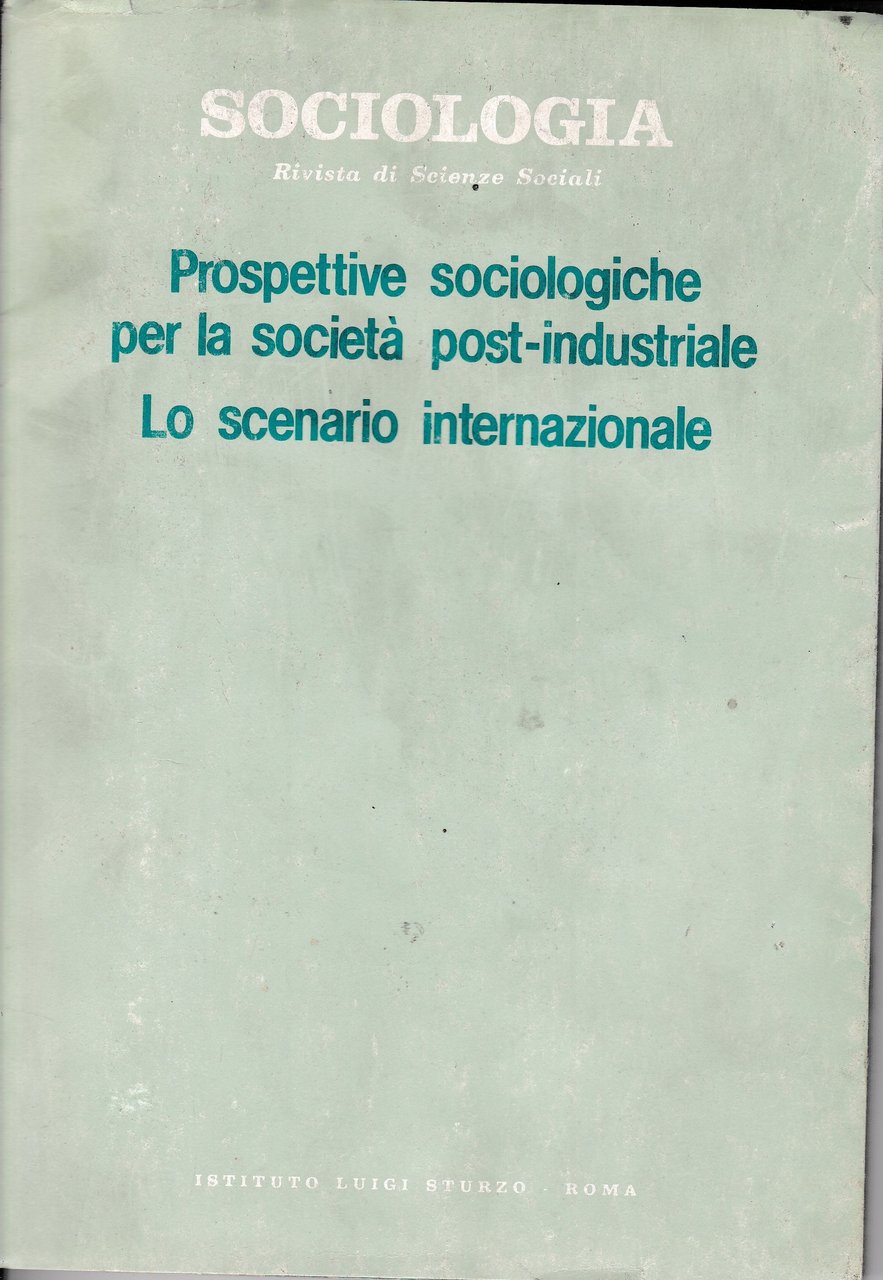 SOCIOLOGIA
Rivista di Scienze Sociali
Prospettive sociologiche
per la società post-industriale
Lo scenario internazionale
ISTITUTO LUIGI STURZO - ROMA